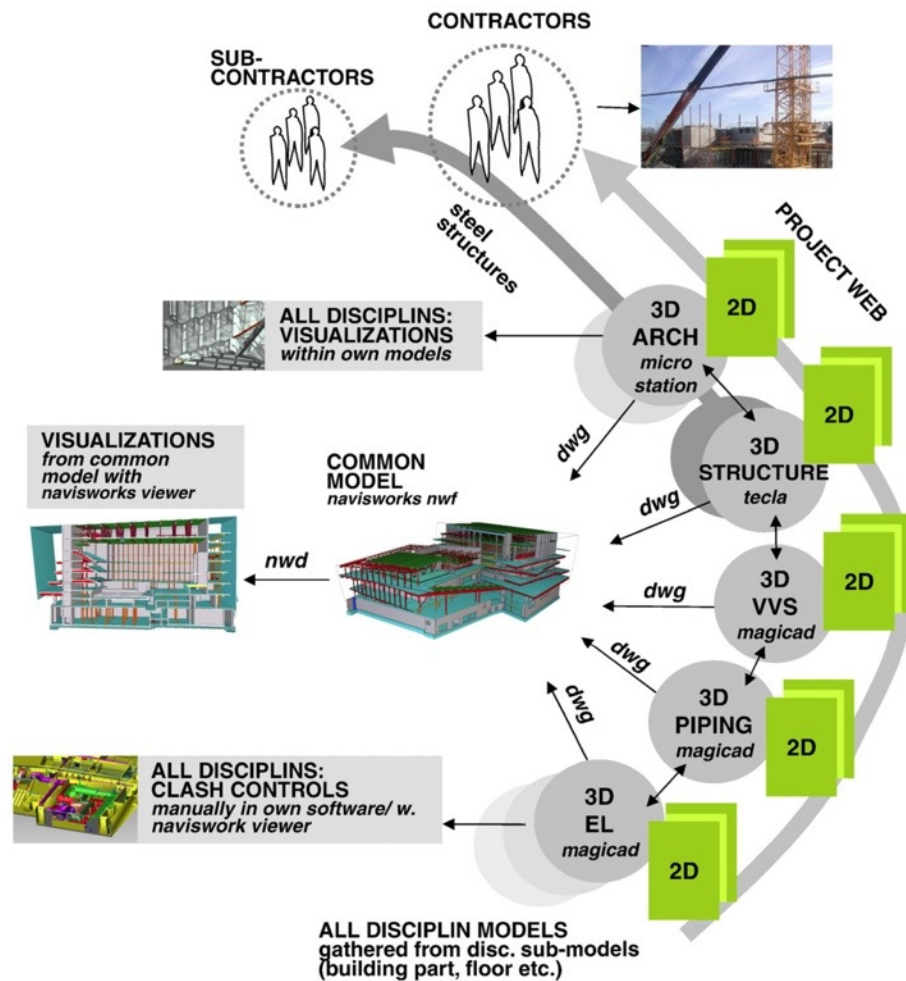 CONTRACTORS
SUB-
CONTRACTORS
steel
structures
PROJECT WEB
ALL DISCIPLINS:
VISUALIZATIONS
within own models
3D
ARCH
micro
station
2D
dwg
3D
STRUCTURE
tecla
2D
dwg
VISUALIZATIONS
from common
model with
navisworks viewer
COMMON
MODEL
navisworks nwf
nwd
3D
VVS
magicad
2D
dwg
3D
PIPING
magicad
2D
dwg
3D
EL
magicad
2D
dwg
ALL DISCIPLINS:
CLASH CONTROLS
manually in own software/ w.
naviswork viewer
ALL DISCIPLIN MODELS
gathered from disc. sub-models
(building part, floor etc.)